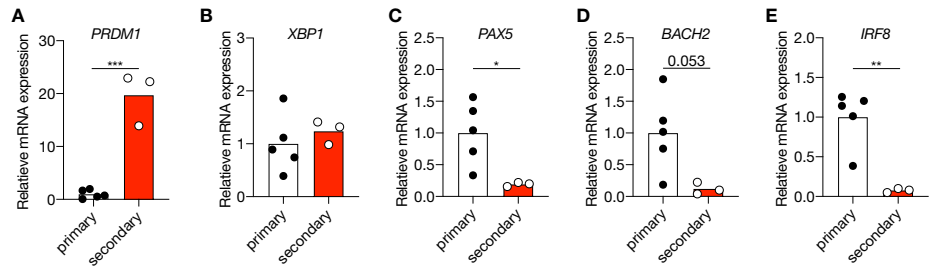 A
PRDM1
Relatieve mRNA expression
30
20
10
0
***
primary
secondary
B
XBP1
Relatieve mRNA expression
3
2
1
0
primary
secondary
C
PAX5
Relatieve mRNA expression
2.5
2.0
1.5
1.0
0.5
0.0
*
primary
secondary
D
BACH2
Relatieve mRNA expression
2.5
2.0
1.5
1.0
0.5
0.0
0.053
primary
secondary
E
IRF8
Relatieve mRNA expression
2.0
1.5
1.0
0.5
0.0
**
primary
secondary